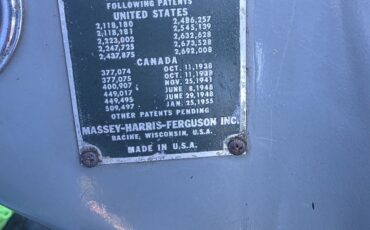 FOLLOWING PATENTS
UNITED STATES
2,118,180 2,486,257
2,118,181 2,545,139
2,223,002 2,632,628
2,247,725 2,673,528
2,437,875 2,692,008
CANADA
377,074 OCT. 11, 1938
377,075 OCT. 11, 1938
400,907 NOV. 25, 1941
449,017 JUNE 8, 1948
449,495 JUNE 29, 1948
509,497 JAN. 25, 1955
OTHER PATENTS PENDING
MASSEY-HARRIS-FERGUSON INC.
RACINE, WISCONSIN, U.S.A.
MADE IN U.S.A.